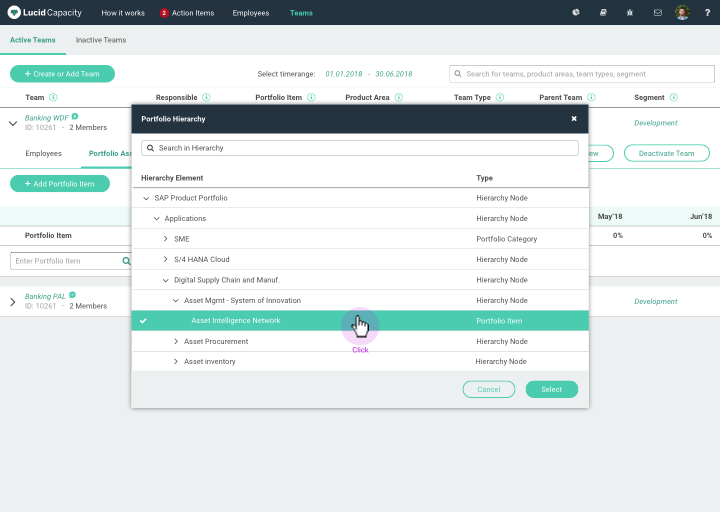 LucidCapacity
How it works
2 Action Items
Employees
Teams
?
Active Teams
Inactive Teams
+ Create or Add Team
Select timerange: 01.01.2018 - 30.06.2018
Search for teams, product areas, team types, segment
Team
Responsible
Portfolio Item
Product Area
Team Type
Parent Team
Segment
Banking WDF
ID: 10261 - 2 Members
Development
Employees
Deactivate Team
+ Add Portfolio Item
May'18
Jun'18
Portfolio Item
0%
0%
Enter Portfolio Item
Banking PAL
ID: 10261 - 2 Members
Development
Portfolio Hierarchy
Search in Hierarchy
Hierarchy Element
Type
SAP Product Portfolio
Hierarchy Node
Applications
Hierarchy Node
SME
Portfolio Category
S/4 HANA Cloud
Hierarchy Node
Digital Supply Chain and Manuf.
Hierarchy Node
Asset Mgmt - System of Innovation
Hierarchy Node
Asset Intelligence Network
Portfolio Item
Click
Asset Procurement
Hierarchy Node
Asset inventory
Hierarchy Node
Cancel
Select